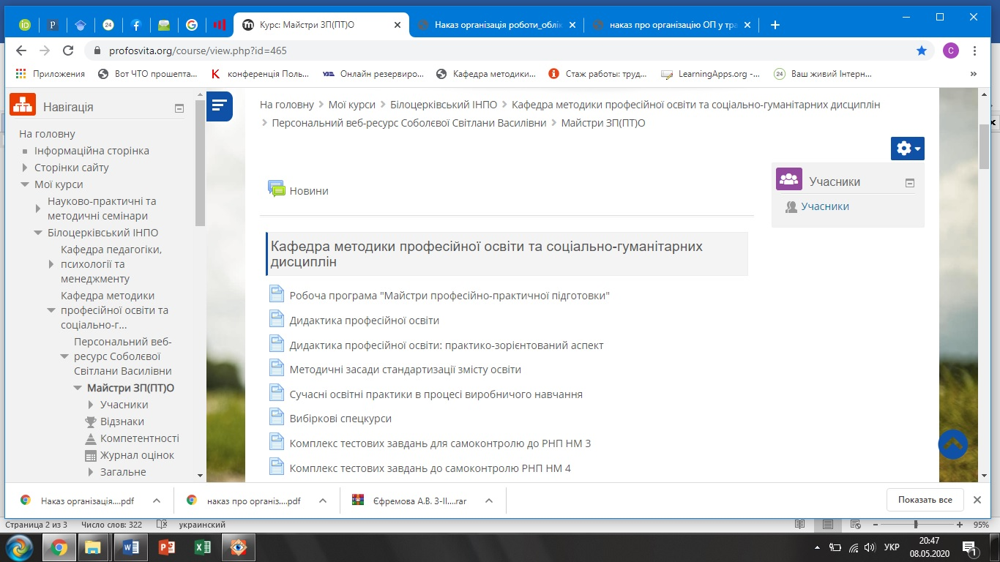 Курс: Майстри ЗП(ПТ)О
Наказ організація роботи_облік
наказ про організацію ОП у тра
profosvita.org/course/view.php?id=465
С
Приложения
Вот ЧТО прошепта...
конференція Поль...
Онлайн резервиро...
Кафедра методики...
Стаж работы: труд...
LearningApps.org -...
24
Ваш живий Інтерн...
»
Навігація
На головну
Інформаційна сторінка
Сторінки сайту
Мої курси
Науково-практичні та
методичні семінари
Білоцерківський ІНПО
Кафедра педагогіки,
психології та
менеджменту
Кафедра методики
професійної освіти та
соціально-г...
Персональний веб-
ресурс Соболєвої
Світлани Василівни
Майстри ЗП(ПТ)О
Учасники
Відзнаки
Компетентності
Журнал оцінок
Загальне
На головну > Мої курси > Білоцерківський ІНПО > Кафедра методики професійної освіти та соціально-гуманітарних дисциплін
> Персональний веб-ресурс Соболєвої Світлани Василівни > Майстри ЗП(ПТ)О
Новини
Учасники
Учасники
Кафедра методики професійної освіти та соціально-гуманітарних
дисциплін
Робоча програма "Майстри професійно-практичної підготовки"
Дидактика професійної освіти
Дидактика професійної освіти: практико-зорієнтований аспект
Методичні засади стандартизації змісту освіти
Сучасні освітні практики в процесі виробничого навчання
Вибіркові спецкурси
Комплекс тестових завдань для самоконтролю до РНП НМ 3
Комплекс тестових завдань до самоконтролю РНП НМ 4
Наказ організація....pdf
наказ про організ....pdf
Єфремова А.В. 3-ІІ....rar
Показать все
Страница 2 из 3
Число слов: 322
украинский
95%
УКР
20:47
08.05.2020
1